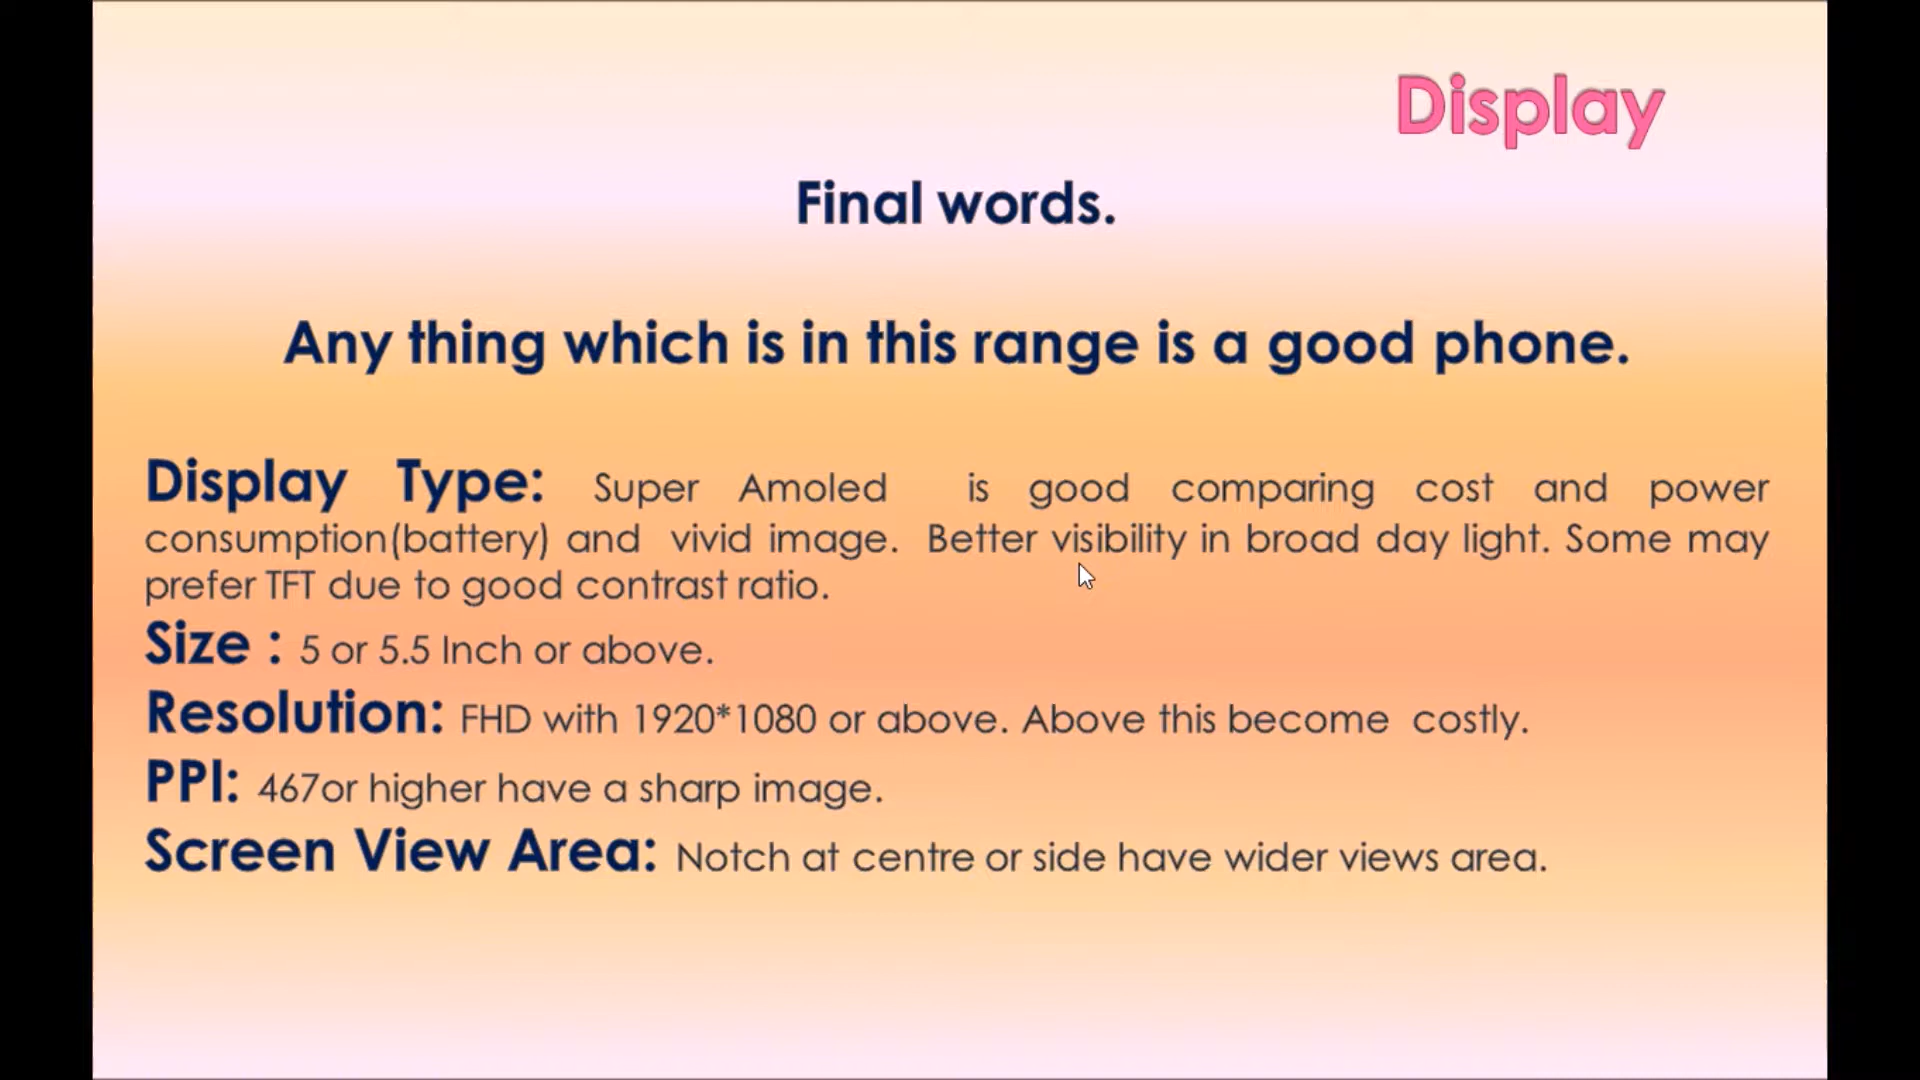 Display
Final words.
Any thing which is in this range is a good phone.
Display Type: Super Amoled is good comparing cost and power
consumption(battery) and vivid image. Better visibility in broad day light. Some may
prefer TFT due to good contrast ratio.
Size : 5 or 5.5 Inch or above.
Resolution: FHD with 1920*1080 or above. Above this become costly.
PPI: 467or higher have a sharp image.
Screen View Area: Notch at centre or side have wider views area.